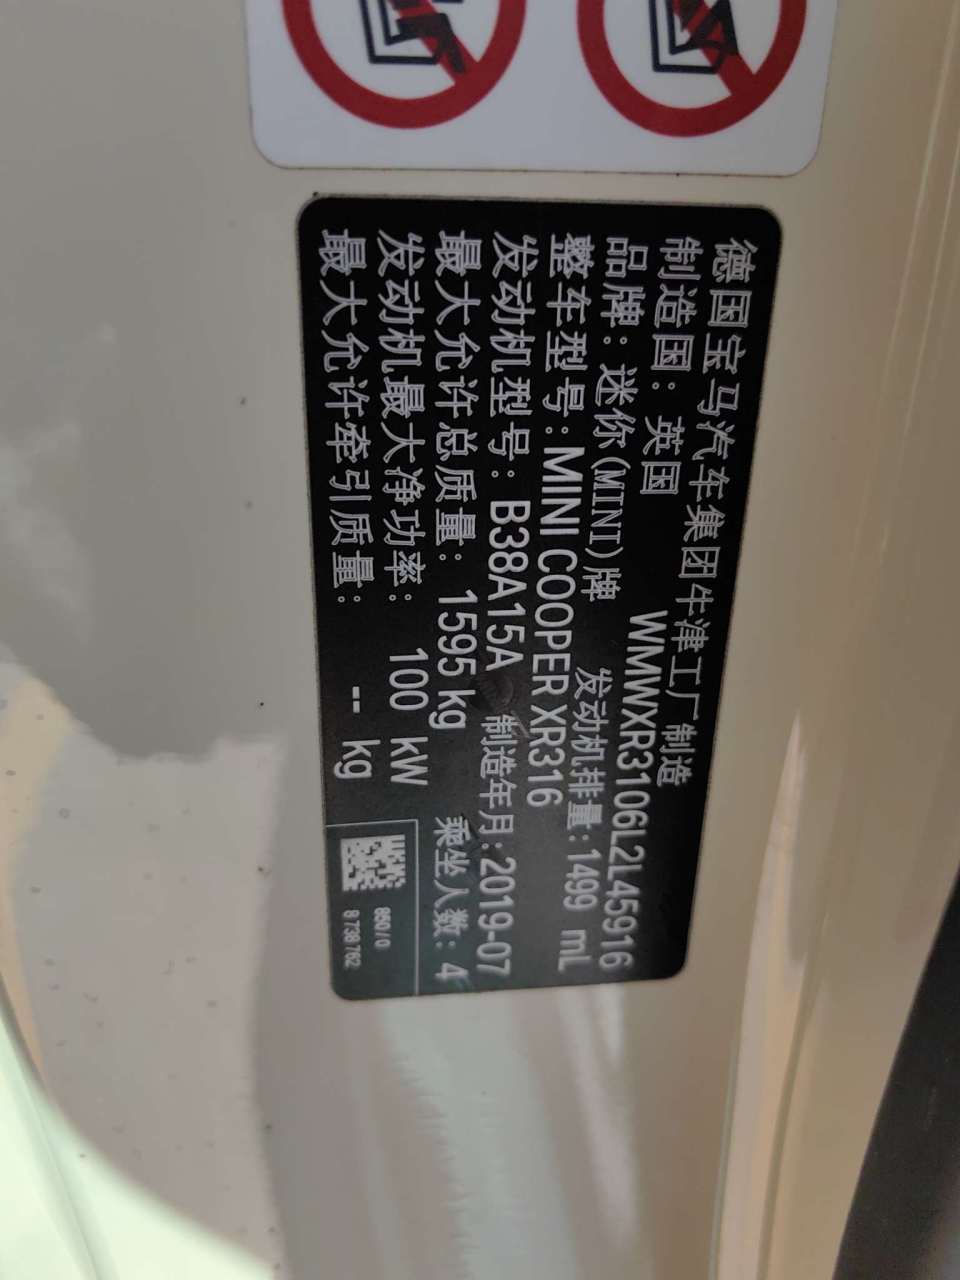 德国宝马汽车集团牛津工厂制造
制造国：英国 WMWXR3106L2L45916
品牌：迷你(MINI)牌 发动机排量：1499 mL
整车型号：MINI COOPER XR316
发动机型号：B38A15A 制造年月：2019-07
最大允许总质量：1595 kg 乘坐人数：4
发动机最大净功率：100 kW
最大允许牵引质量：-- kg
850/0
8 738 762